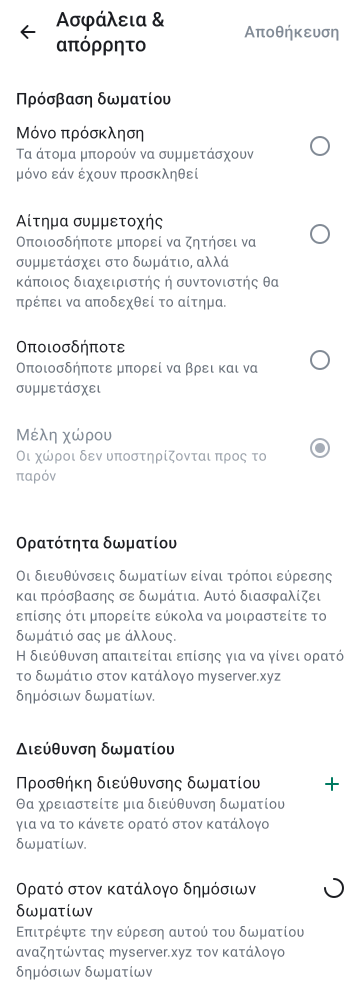 Ασφάλεια &
απόρρητο
Αποθήκευση
Πρόσβαση δωματίου
Μόνο πρόσκληση
Τα άτομα μπορούν να συμμετάσχουν
μόνο εάν έχουν προσκληθεί
Αίτημα συμμετοχής
Οποιοσδήποτε μπορεί να ζητήσει να
συμμετάσχει στο δωμάτιο, αλλά
κάποιος διαχειριστής ή συντονιστής θα
πρέπει να αποδεχθεί το αίτημα.
Οποιοσδήποτε
Οποιοσδήποτε μπορεί να βρει και να
συμμετάσχει
Μέλη χώρου
Οι χώροι δεν υποστηρίζονται προς το
παρόν
Ορατότητα δωματίου
Οι διευθύνσεις δωματίων είναι τρόποι εύρεσης
και πρόσβασης σε δωμάτια. Αυτό διασφαλίζει
επίσης ότι μπορείτε εύκολα να μοιραστείτε το
δωμάτιό σας με άλλους.
Η διεύθυνση απαιτείται επίσης για να γίνει ορατό
το δωμάτιο στον κατάλογο myserver.xyz
δημόσιων δωματίων.
Διεύθυνση δωματίου
Προσθήκη διεύθυνσης δωματίου
Θα χρειαστείτε μια διεύθυνση δωματίου
για να το κάνετε ορατό στον κατάλογο
δωματίων.
Ορατό στον κατάλογο δημόσιων
δωματίων
Επιτρέψτε την εύρεση αυτού του δωματίου
αναζητώντας myserver.xyz τον κατάλογο
δημόσιων δωματίων